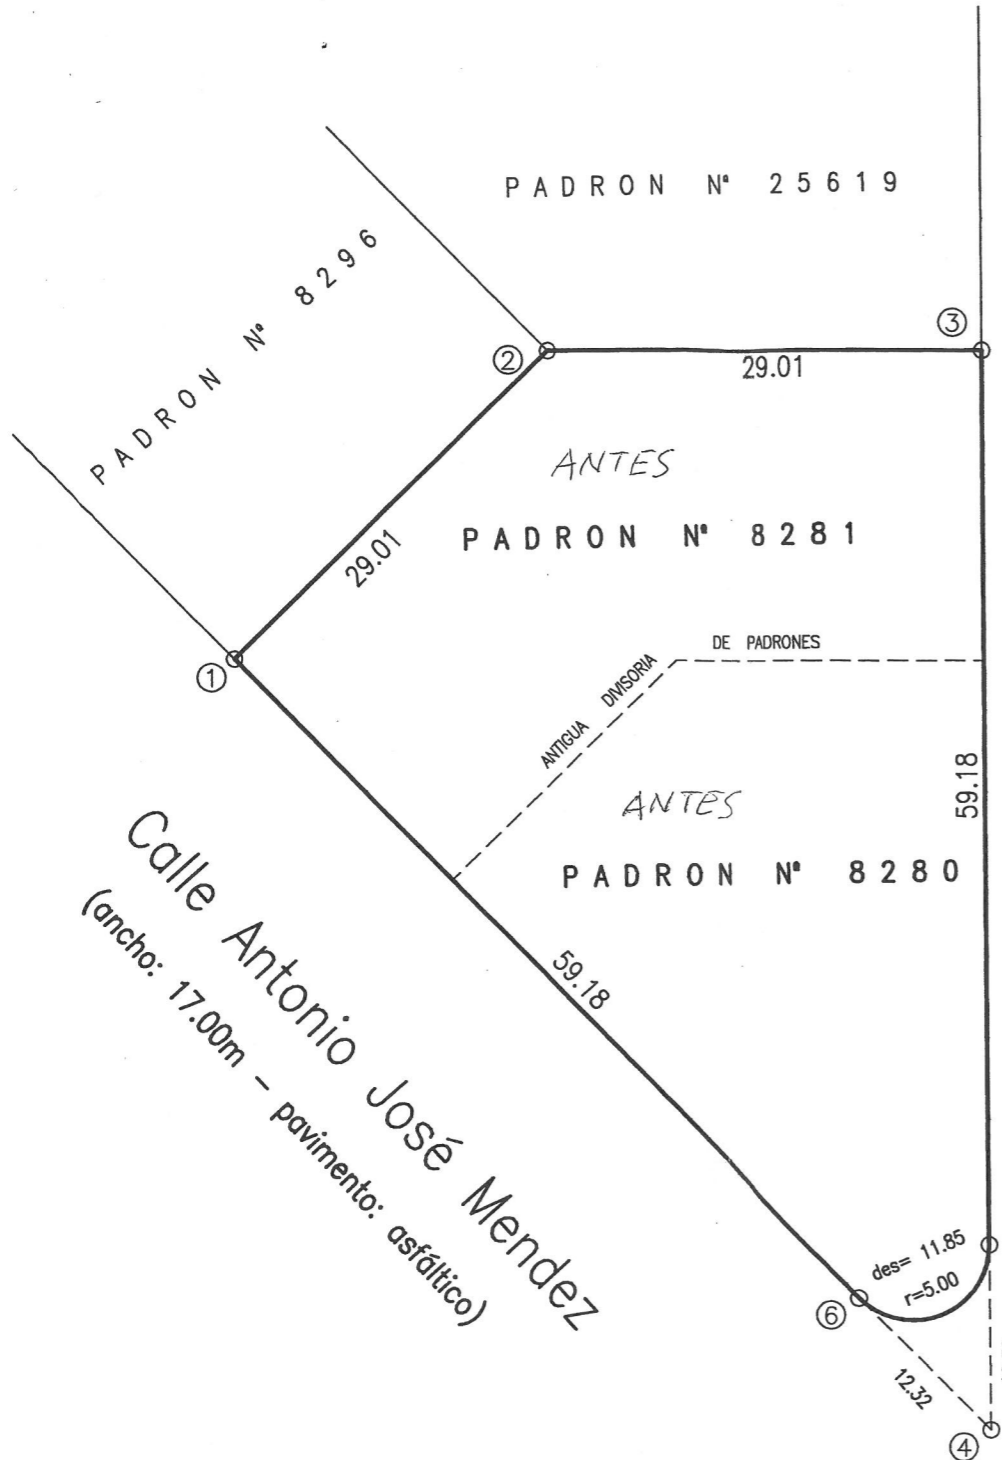 PADRON Nº 25619
PADRON Nº 8296
3
2
29.01
ANTES
PADRON Nº 8281
29.01
DE PADRONES
ANTIGUA DIVISORIA
1
59.18
ANTES
PADRON Nº 8280
Calle Antonio José Mendez
(ancho: 17.00m - pavimento: asfáltico)
59.18
des= 11.85
r=5.00
6
12.32
4